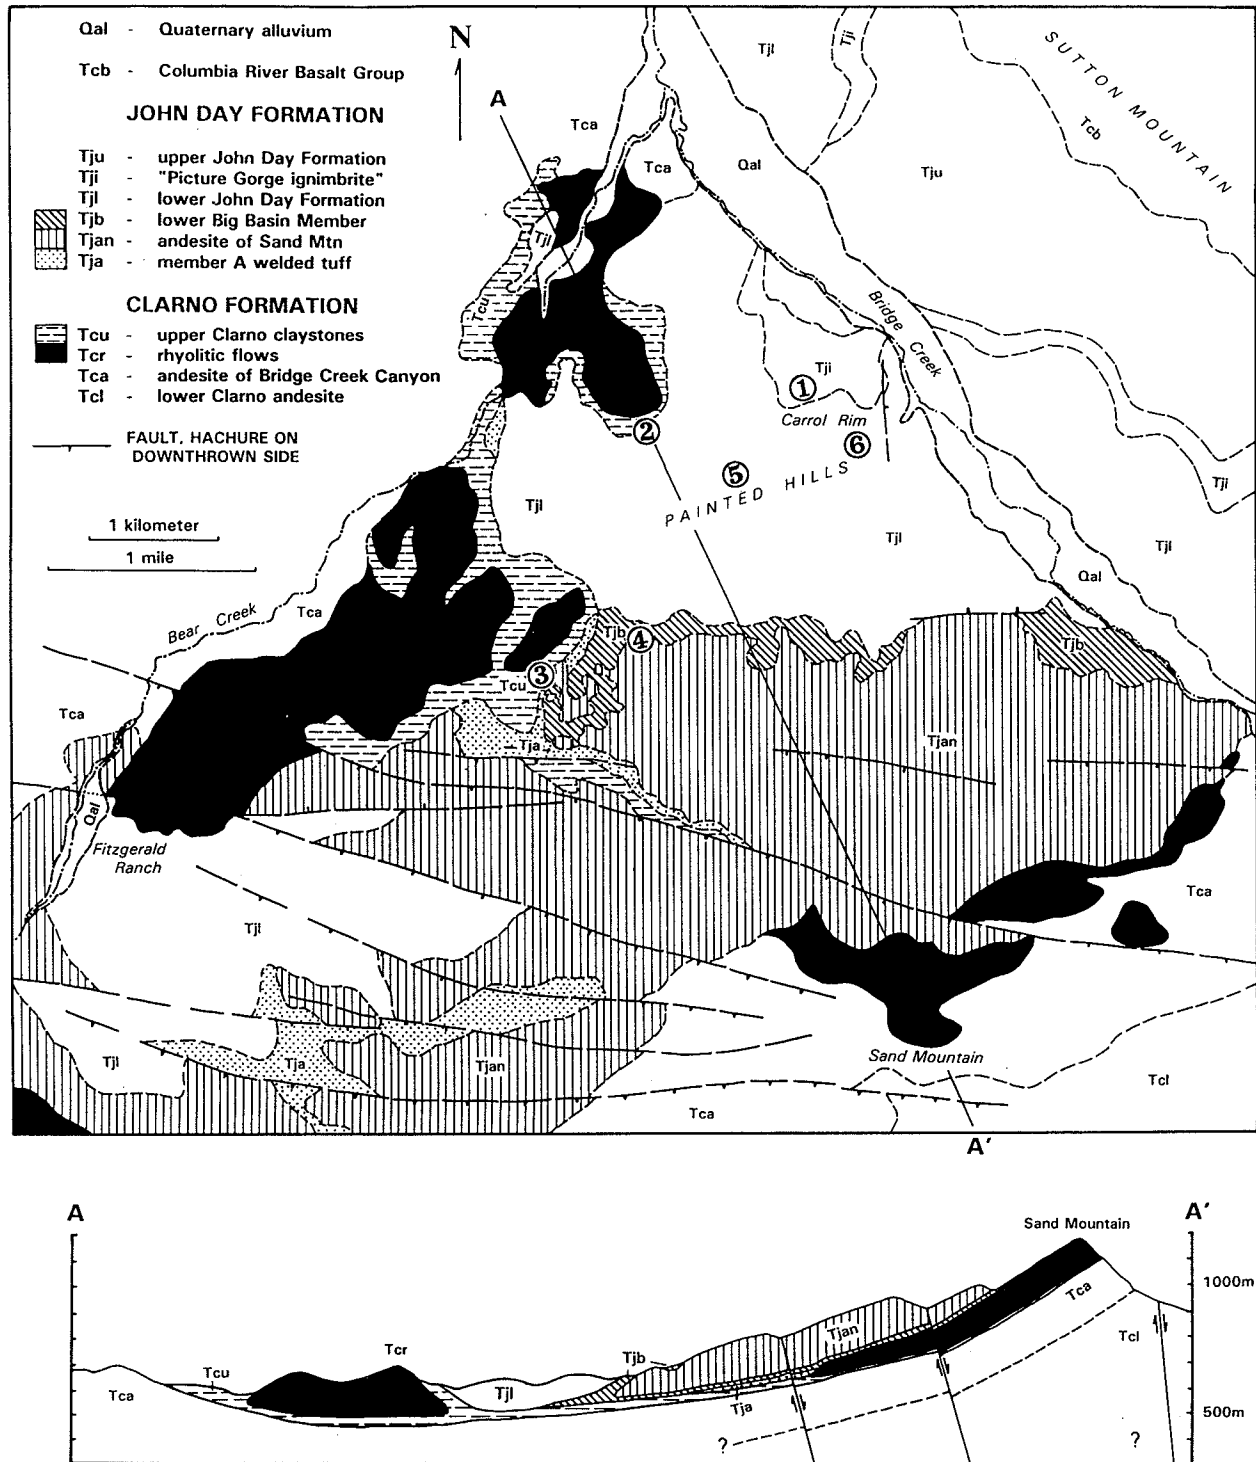 Qal - Quaternary alluvium
Tcb - Columbia River Basalt Group
JOHN DAY FORMATION
Tju - upper John Day Formation
Tji - "Picture Gorge ignimbrite"
Tjl - lower John Day Formation
Tjb - lower Big Basin Member
Tjan - andesite of Sand Mtn
Tja - member A welded tuff
CLARNO FORMATION
Tcu - upper Clarno claystones
Tcr - rhyolitic flows
Tca - andesite of Bridge Creek Canyon
Tcl - lower Clarno andesite
FAULT, HACHURE ON
DOWNTHROWN SIDE
1 kilometer
1 mile
N
A
Tca
Tca
Qal
Tjl
Tji
Tju
Tcb
SUTTON MOUNTAIN
Tjl
Tcu
Bridge
Creek
Tji
1
Carrol Rim
2
6
5
PAINTED HILLS
Tjl
Tjl
Tji
Tjl
Qal
Bear Creek
Tca
Tjb
4
3
Tcu
Tjb
Tca
Tja
Tjan
Qal
Fitzgerald
Ranch
Tca
Tjl
Tjl
Tja
Tjan
Sand Mountain
Tcl
Tca
A'
A
A'
Sand Mountain
1000m
Tca
Tcl
Tjan
Tcr
Tjb
Tcu
Tca
Tjl
Tja
500m
?
?